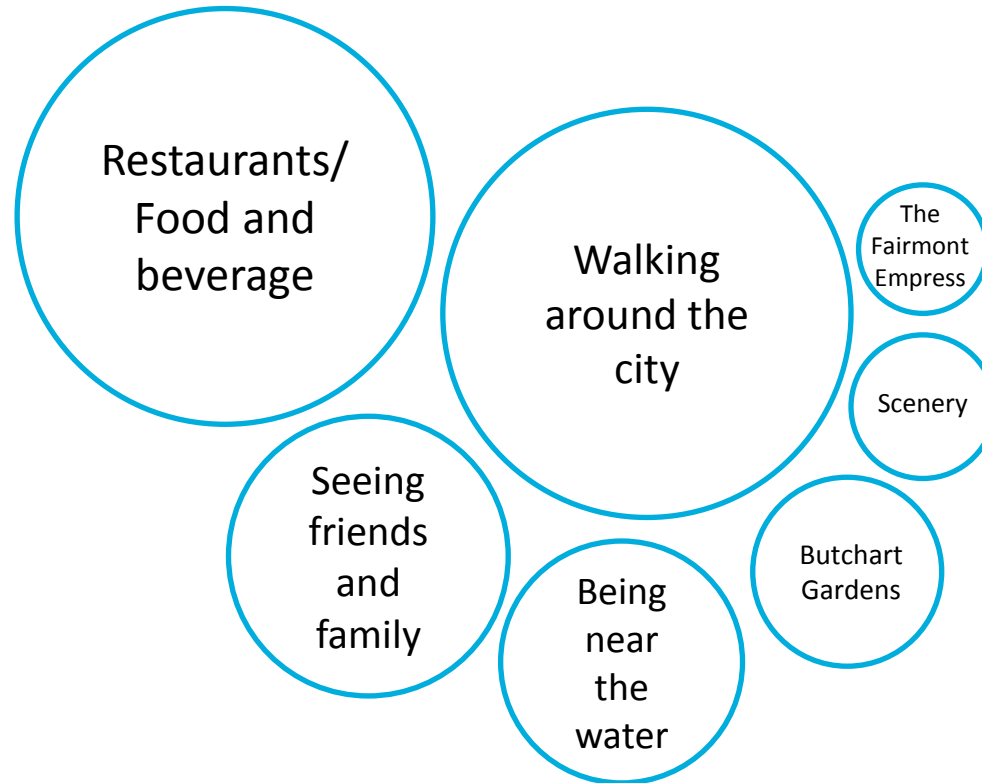 Restaurants/
Food and
beverage
Walking
around the
city
The
Fairmont
Empress
Scenery
Seeing
friends
and
family
Being
near
the
water
Butchart
Gardens